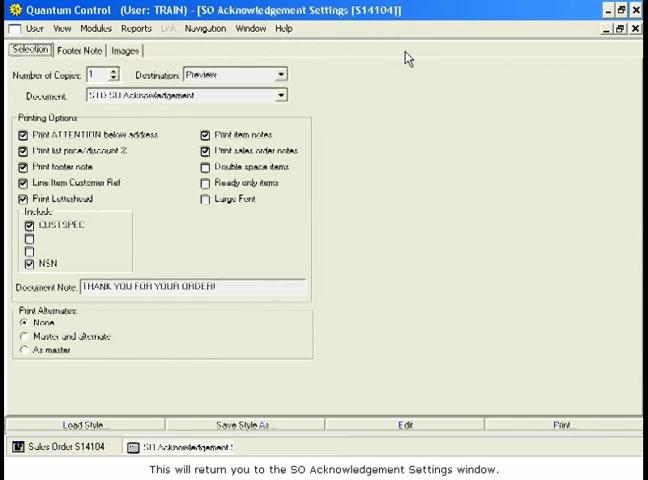 Quantum Control (User: TRAIN) - [SO Acknowledgement Settings [S14104]]
User View Modules Reports Link Navigation Window Help
Selection Footer Note Images
Number of Copies: 1 Destination: Preview
Document: STD SO Acknowledgement
Printing Options
Print ATTENTION below address Print item notes
Print list price/discount % Print sales order notes
Print footer note Double space items
Line Item Customer Ref Ready only items
Print Letterhead Large Font
Include
CUSTSPEC
NSN
Document Note: THANK YOU FOR YOUR ORDER!
Print Alternates:
None
Master and alternate
As master
Load Style... Save Style As... Edit Print...
Sales Order S14104 SO Acknowledgement S
This will return you to the SO Acknowledgement Settings window.